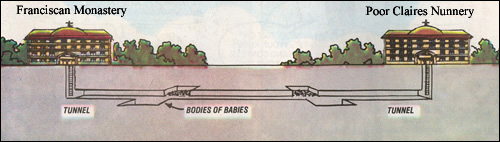 Franciscan Monastery
Poor Claires Nunnery
TUNNEL
BODIES OF BABIES
TUNNEL